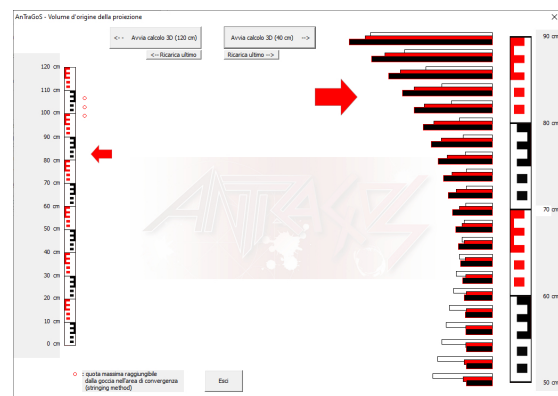 AnTraGoS - Volume d'origine della proiezione
<-- Avvia calcolo 3D (120 cm)
Avvia calcolo 3D (40 cm) -->
<-- Ricarica ultimo
Ricarica ultimo -->
120 cm
110 cm
100 cm
90 cm
80 cm
70 cm
60 cm
50 cm
40 cm
30 cm
20 cm
10 cm
0 cm
90 cm
80 cm
70 cm
60 cm
50 cm
: quota massima raggiungibile
dalla goccia nell'area di convergenza
(stringing method)
Esci